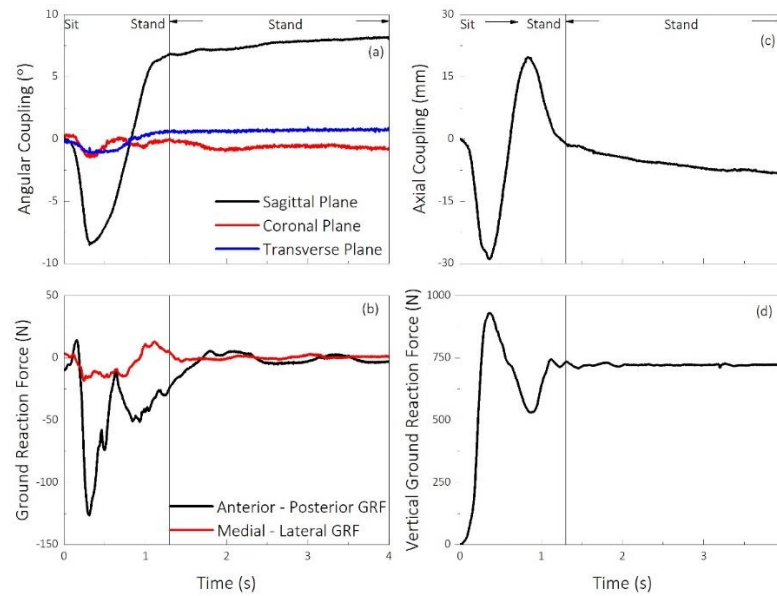 Sit Stand Stand
(a)
Angular Coupling (°)
10
5
0
-5
-10
Sagittal Plane
Coronal Plane
Transverse Plane
Sit Stand Stand
(c)
Axial Coupling (mm)
30
15
0
-15
-30
(b)
Ground Reaction Force (N)
50
0
-50
-100
-150
Anterior - Posterior GRF
Medial - Lateral GRF
0 1 2 3 4
Time (s)
(d)
Vertical Ground Reaction Force (N)
1000
750
500
250
0
0 1 2 3
Time (s)